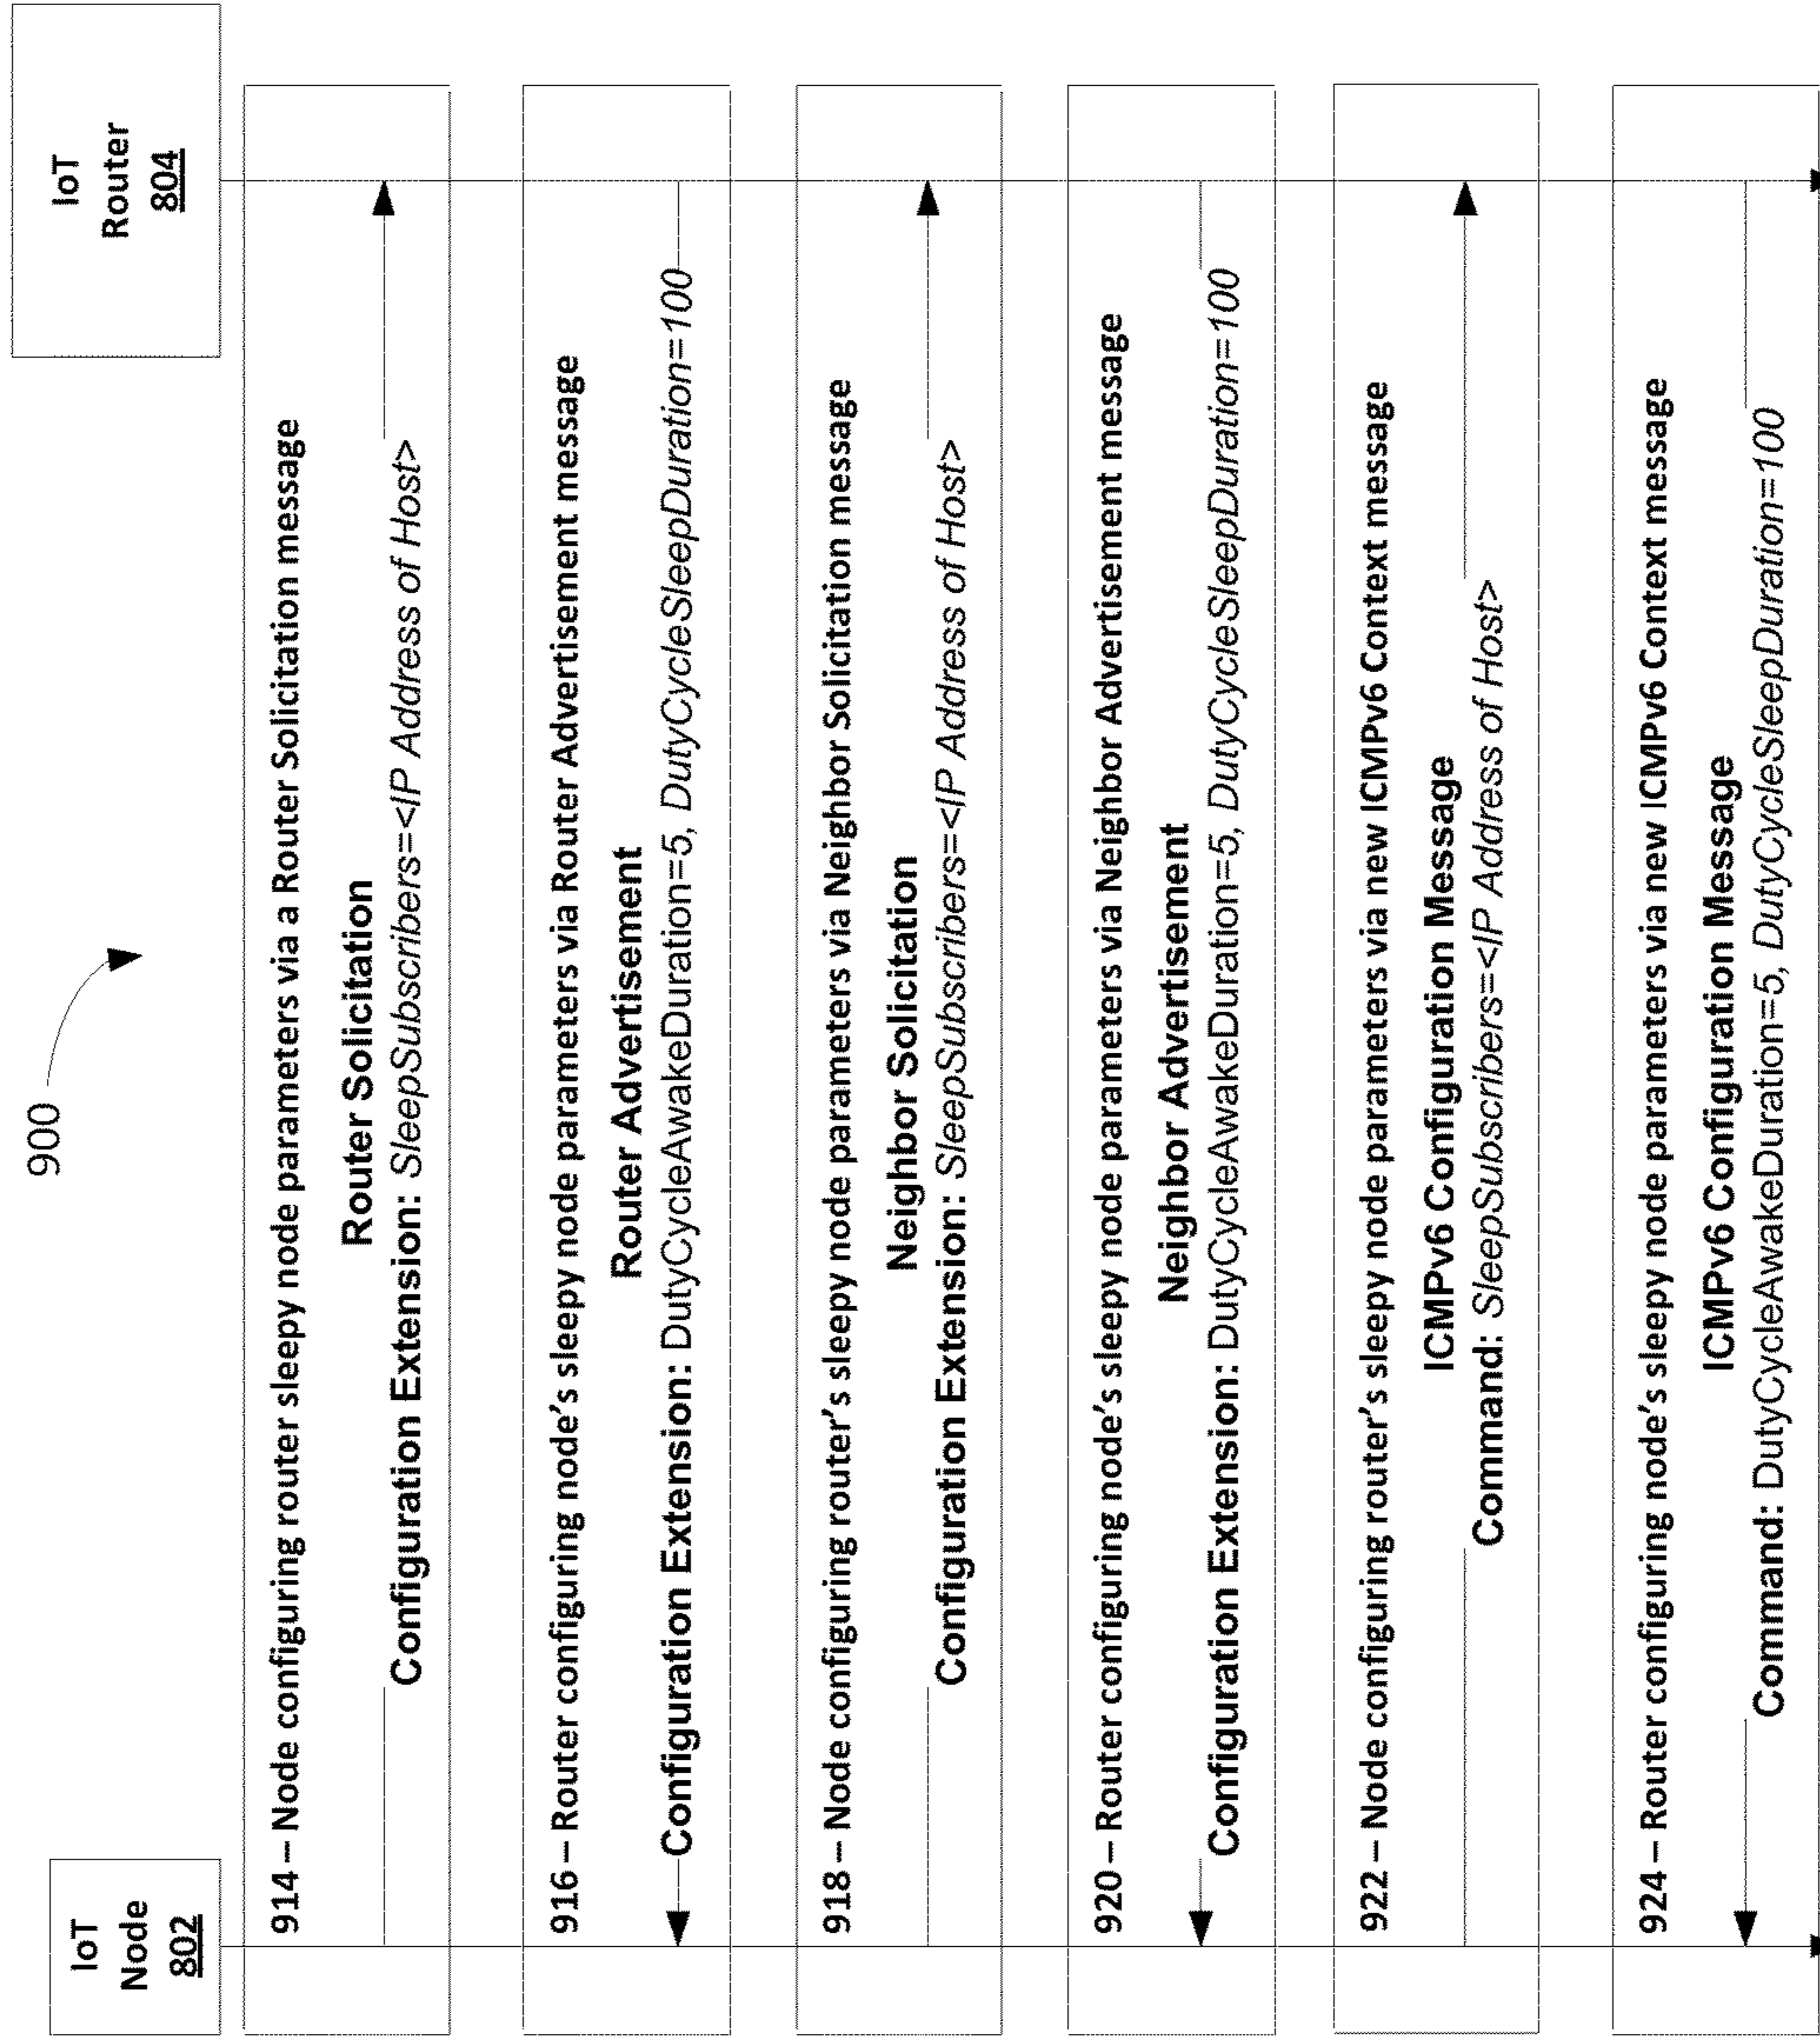 900
IoT
Node
802
IoT
Router
804
914 – Node configuring router sleepy node parameters via a Router Solicitation message
Router Solicitation
Configuration Extension: SleepSubscribers=<IP Address of Host>
916 – Router configuring node's sleepy node parameters via Router Advertisement message
Router Advertisement
Configuration Extension: DutyCycleAwakeDuration=5, DutyCycleSleepDuration=100
918 – Node configuring router's sleepy node parameters via Neighbor Solicitation message
Neighbor Solicitation
Configuration Extension: SleepSubscribers=<IP Address of Host>
920 – Router configuring node's sleepy node parameters via Neighbor Advertisement message
Neighbor Advertisement
Configuration Extension: DutyCycleAwakeDuration=5, DutyCycleSleepDuration=100
922 – Node configuring router's sleepy node parameters via new ICMPv6 Context message
ICMPv6 Configuration Message
Command: SleepSubscribers=<IP Address of Host>
924 – Router configuring node's sleepy node parameters via new ICMPv6 Context message
ICMPv6 Configuration Message
Command: DutyCycleAwakeDuration=5, DutyCycleSleepDuration=100